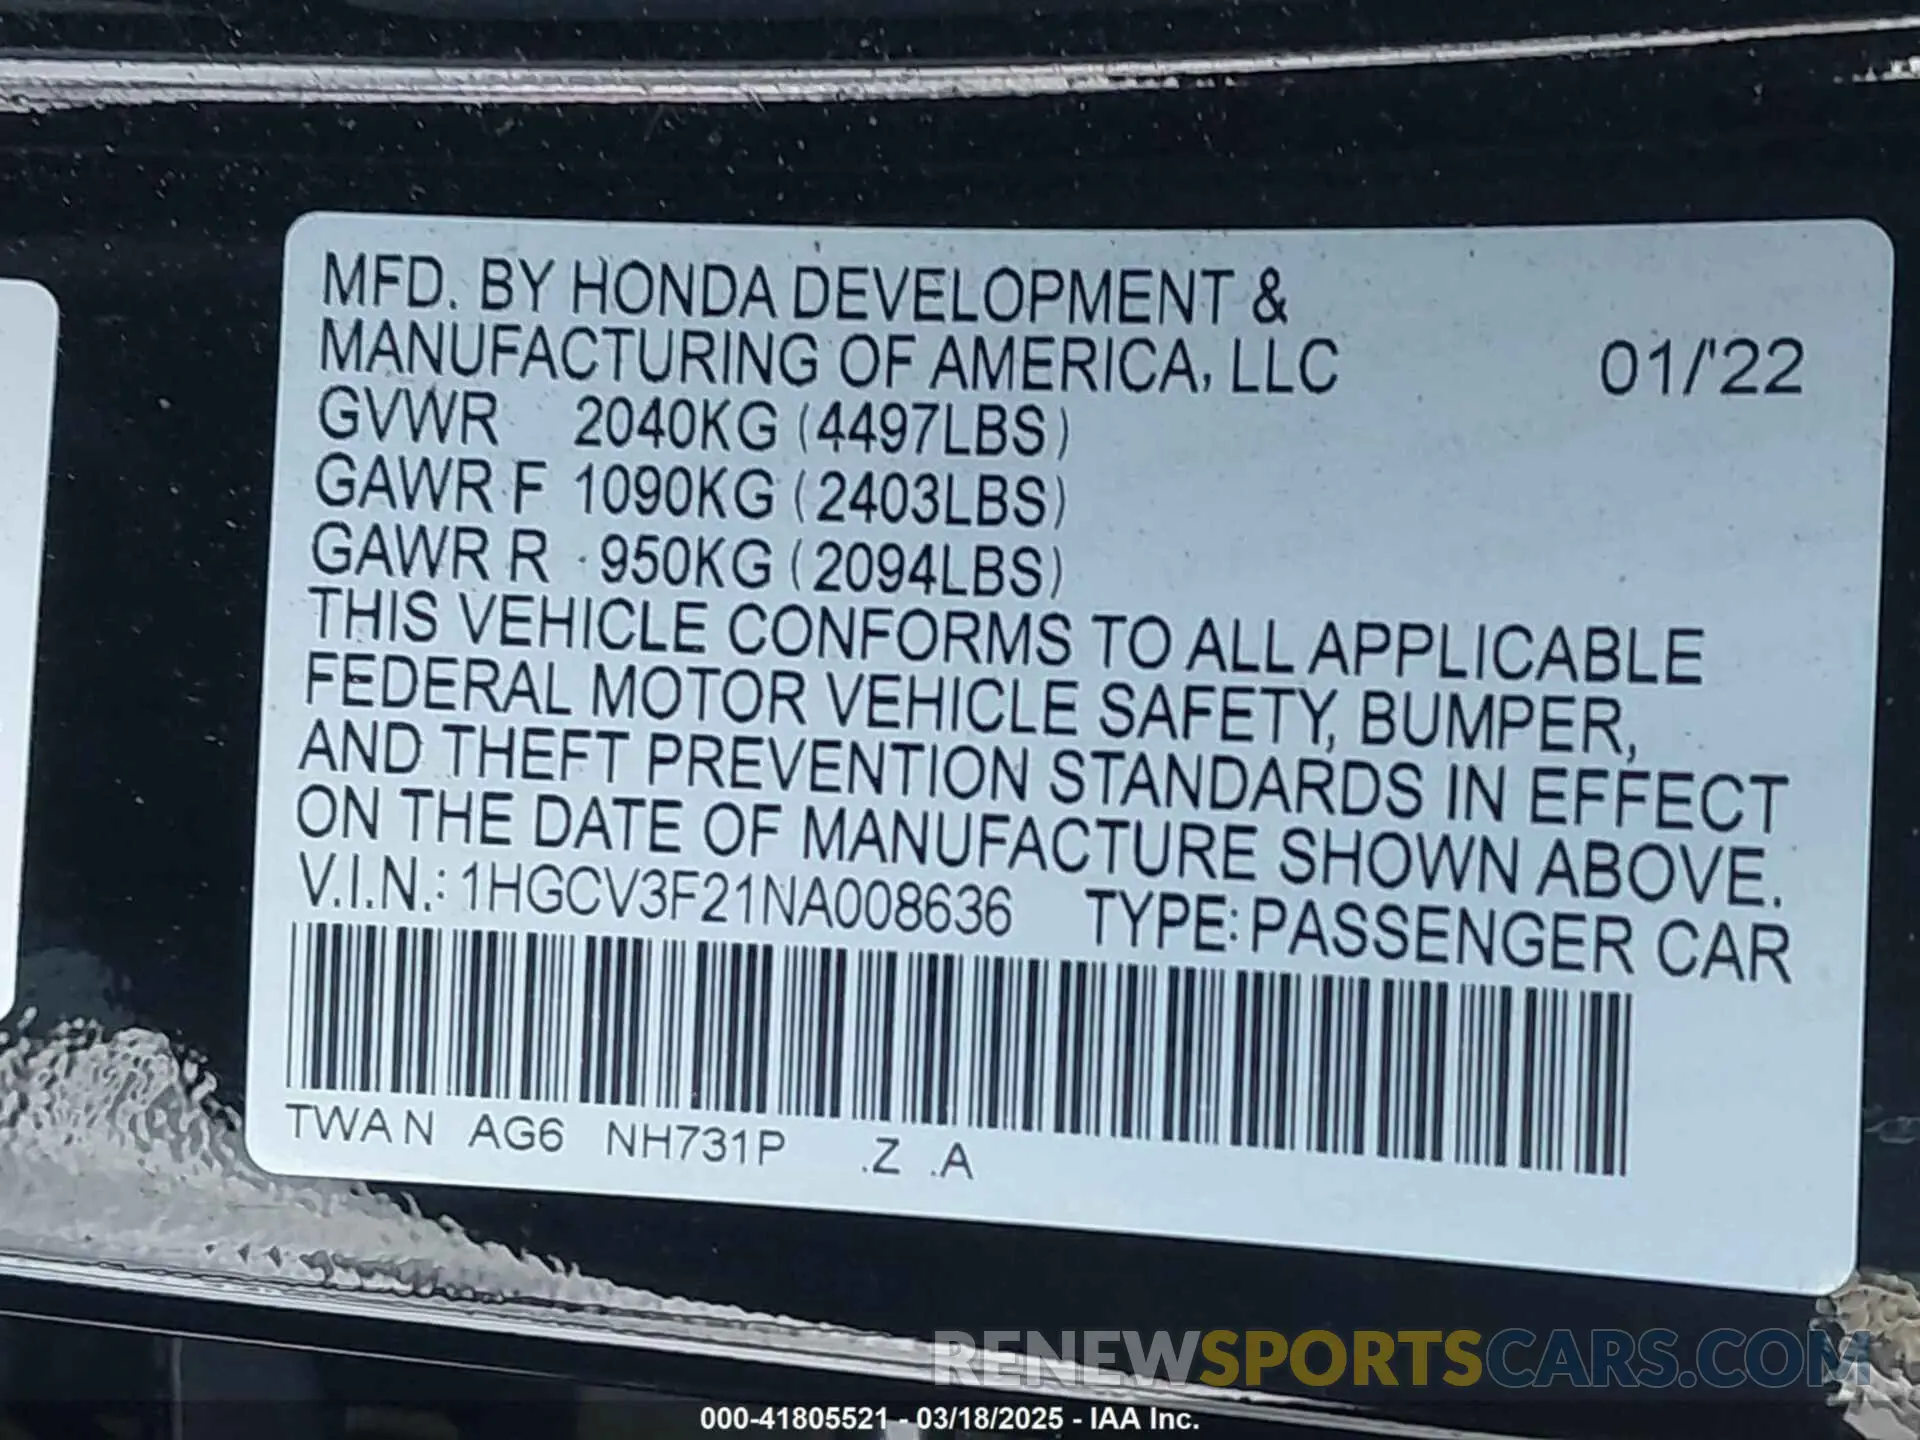 MFD. BY HONDA DEVELOPMENT &
MANUFACTURING OF AMERICA, LLC 01/'22
GVWR 2040KG (4497LBS)
GAWR F 1090KG (2403LBS)
GAWR R 950KG (2094LBS)
THIS VEHICLE CONFORMS TO ALL APPLICABLE
FEDERAL MOTOR VEHICLE SAFETY, BUMPER,
AND THEFT PREVENTION STANDARDS IN EFFECT
ON THE DATE OF MANUFACTURE SHOWN ABOVE.
V.I.N.: 1HGCV3F21NA008636 TYPE: PASSENGER CAR
TWAN AG6 NH731P .Z .A
RENEWSPORTSCARS.COM
000-41805521 - 03/18/2025 - IAA Inc.